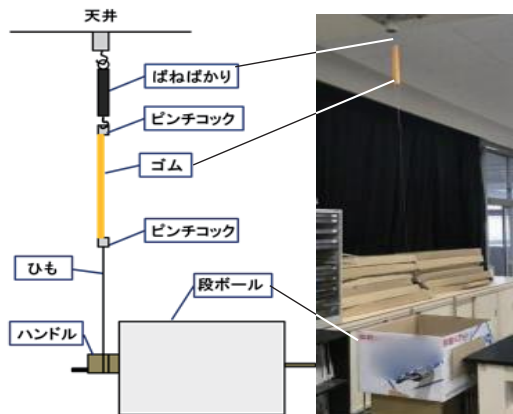 天井
ばねばかり
ピンチコック
ゴム
ピンチコック
ひも
段ボール
ハンドル